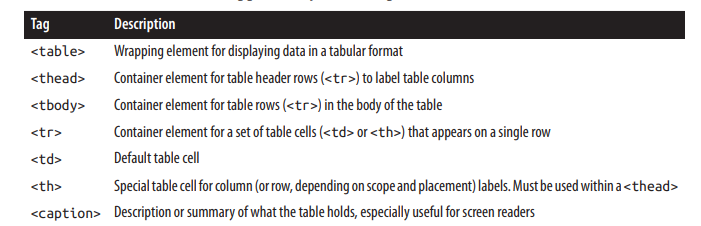 Tag Description
<table> Wrapping element for displaying data in a tabular format
<thead> Container element for table header rows (<tr>) to label table columns
<tbody> Container element for table rows (<tr>) in the body of the table
<tr> Container element for a set of table cells (<td> or <th>) that appears on a single row
<td> Default table cell
<th> Special table cell for column (or row, depending on scope and placement) labels. Must be used within a <thead>
<caption> Description or summary of what the table holds, especially useful for screen readers